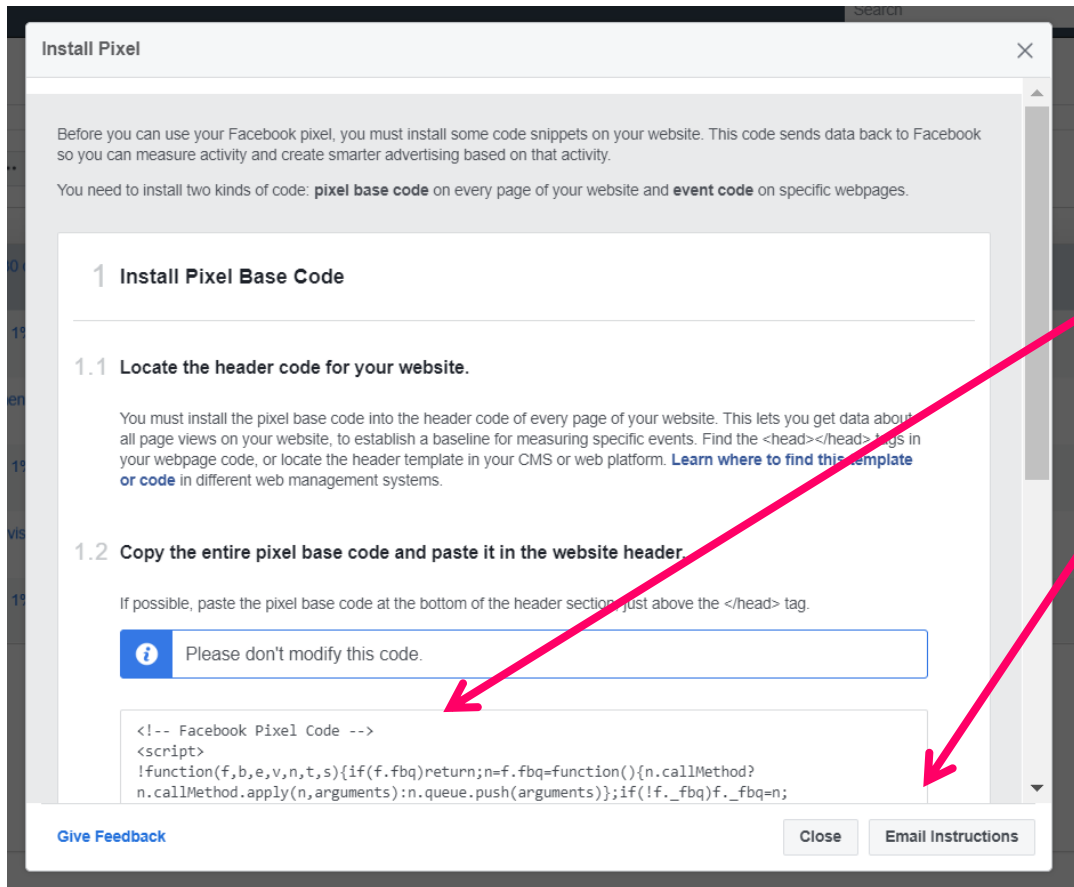 Search
Install Pixel
Before you can use your Facebook pixel, you must install some code snippets on your website. This code sends data back to Facebook
so you can measure activity and create smarter advertising based on that activity.
You need to install two kinds of code: pixel base code on every page of your website and event code on specific webpages.
1 Install Pixel Base Code
1.1 Locate the header code for your website.
You must install the pixel base code into the header code of every page of your website. This lets you get data about
all page views on your website, to establish a baseline for measuring specific events. Find the <head></head> tags in
your webpage code, or locate the header template in your CMS or web platform. Learn where to find this template
or code in different web management systems.
1.2 Copy the entire pixel base code and paste it in the website header.
If possible, paste the pixel base code at the bottom of the header section, just above the </head> tag.
Please don't modify this code.
<!-- Facebook Pixel Code -->
<script>
!function(f,b,e,v,n,t,s){if(f.fbq)return;n=f.fbq=function(){n.callMethod?
n.callMethod.apply(n,arguments):n.queue.push(arguments)};if(!f._fbq)f._fbq=n;
Give Feedback
Close
Email Instructions